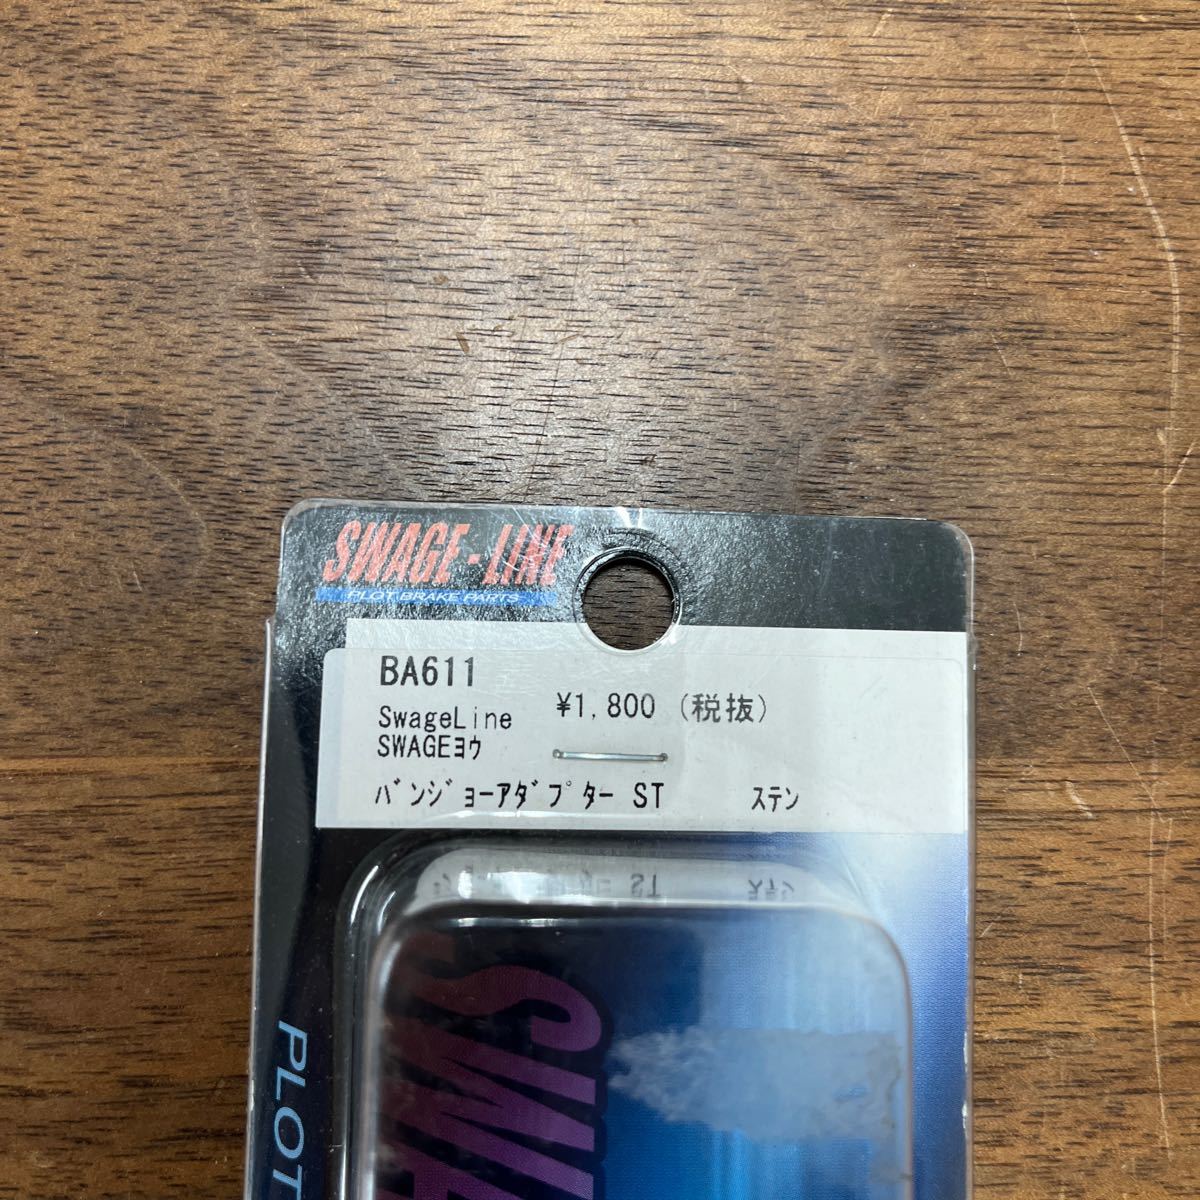 SWAGE-LINE
PLOT BRAKE PARTS
BA611
¥1,800 (税抜)
SwageLine
SWAGEﾖｳ
ﾊﾞﾝｼﾞｮｰｱﾀﾞﾌﾟﾀｰ ST ｽﾃﾝ
PLOT
SWA